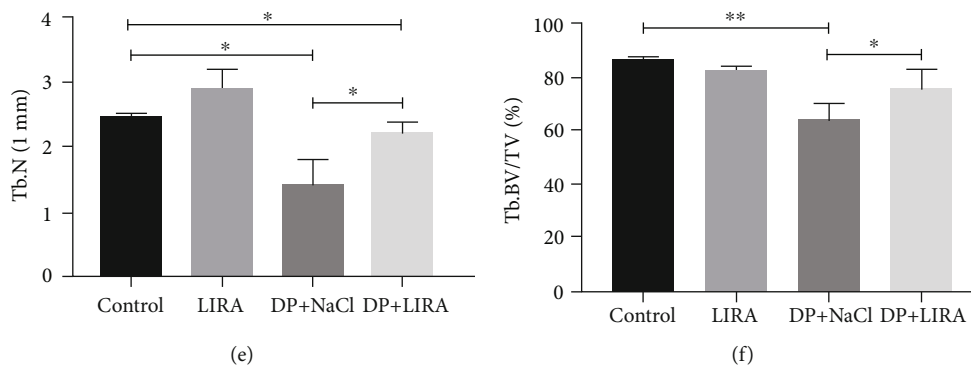 Tb.N (1 mm)
4
3
2
1
0
*
*
*
Control LIRA DP+NaCl DP+LIRA
(e)
Tb.BV/TV (%)
100
80
60
40
20
0
**
*
Control LIRA DP+NaCl DP+LIRA
(f)